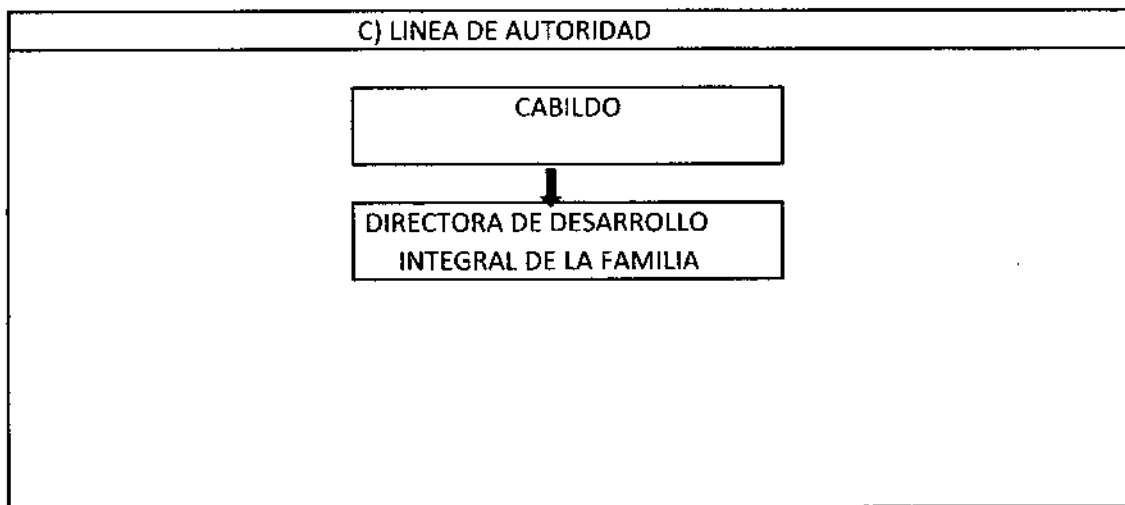 C) LINEA DE AUTORIDAD
CABILDO
DIRECTORA DE DESARROLLO
INTEGRAL DE LA FAMILIA